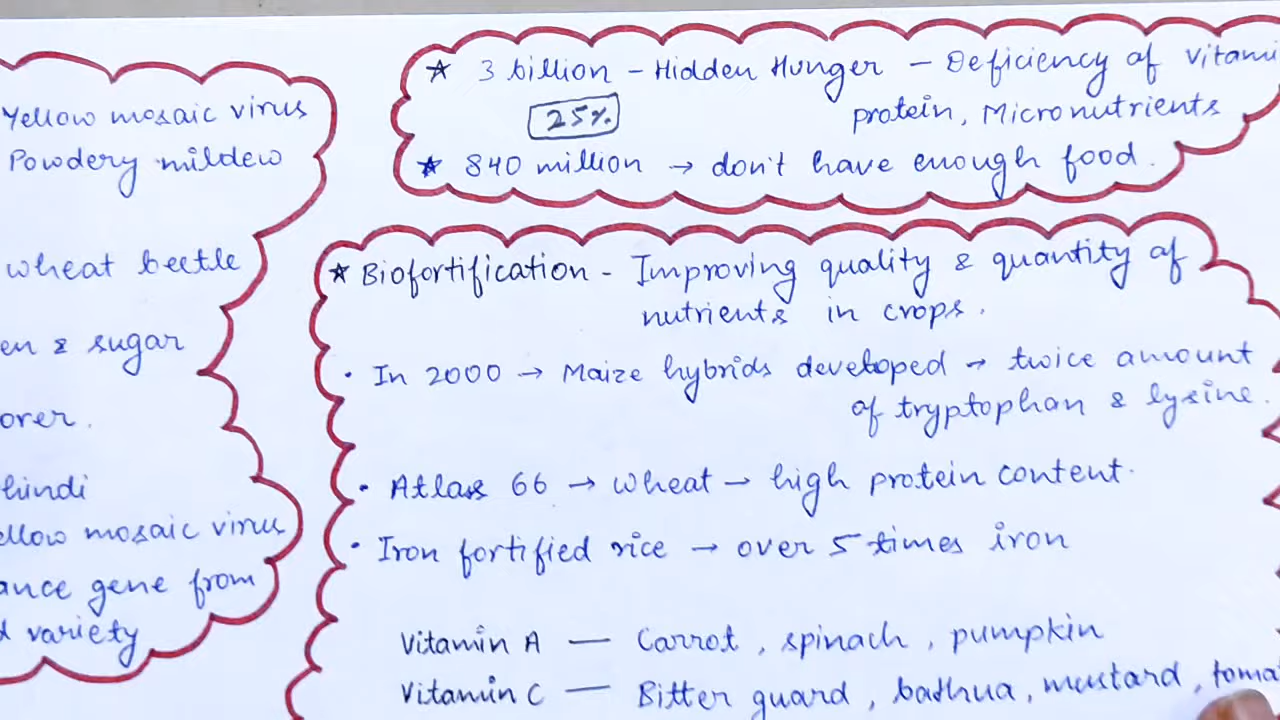 Yellow mosaic virus
Powdery mildew
wheat beetle
en & sugar
orer.
hindi
ellow mosaic virus
ance gene from
d variety
★ 3 billion - Hidden Hunger - Deficiency of vitami
25%
protein, Micronutrients
★ 840 million → don't have enough food.
★ Biofortification - Improving quality & quantity of
nutrients in crops.
• In 2000 → Maize hybrids developed → twice amount
of tryptophan & lysine.
• Atlas 66 → wheat → high protein content.
• Iron fortified rice → over 5 times iron
Vitamin A — Carrot, spinach, pumpkin
Vitamin C — Bitter guard, bathua, mustard, toma